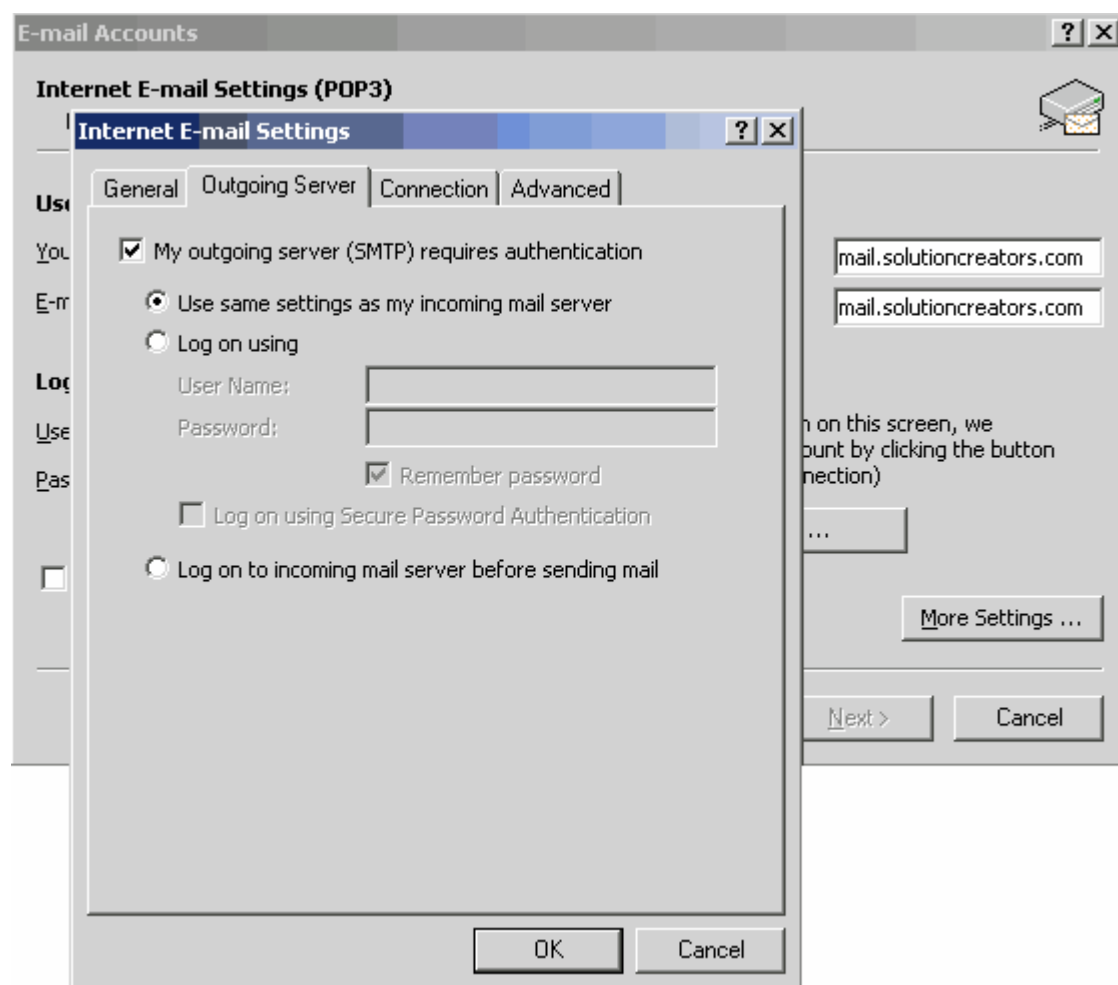 E-mail Accounts
Internet E-mail Settings (POP3)
Internet E-mail Settings
General Outgoing Server Connection Advanced
My outgoing server (SMTP) requires authentication
Use same settings as my incoming mail server
Log on using
User Name:
Password:
Remember password
Log on using Secure Password Authentication
Log on to incoming mail server before sending mail
OK Cancel
You
E-m
Pas
mail.solutioncreators.com
mail.solutioncreators.com
on this screen, we
by clicking the button
...
More Settings ...
Next > Cancel